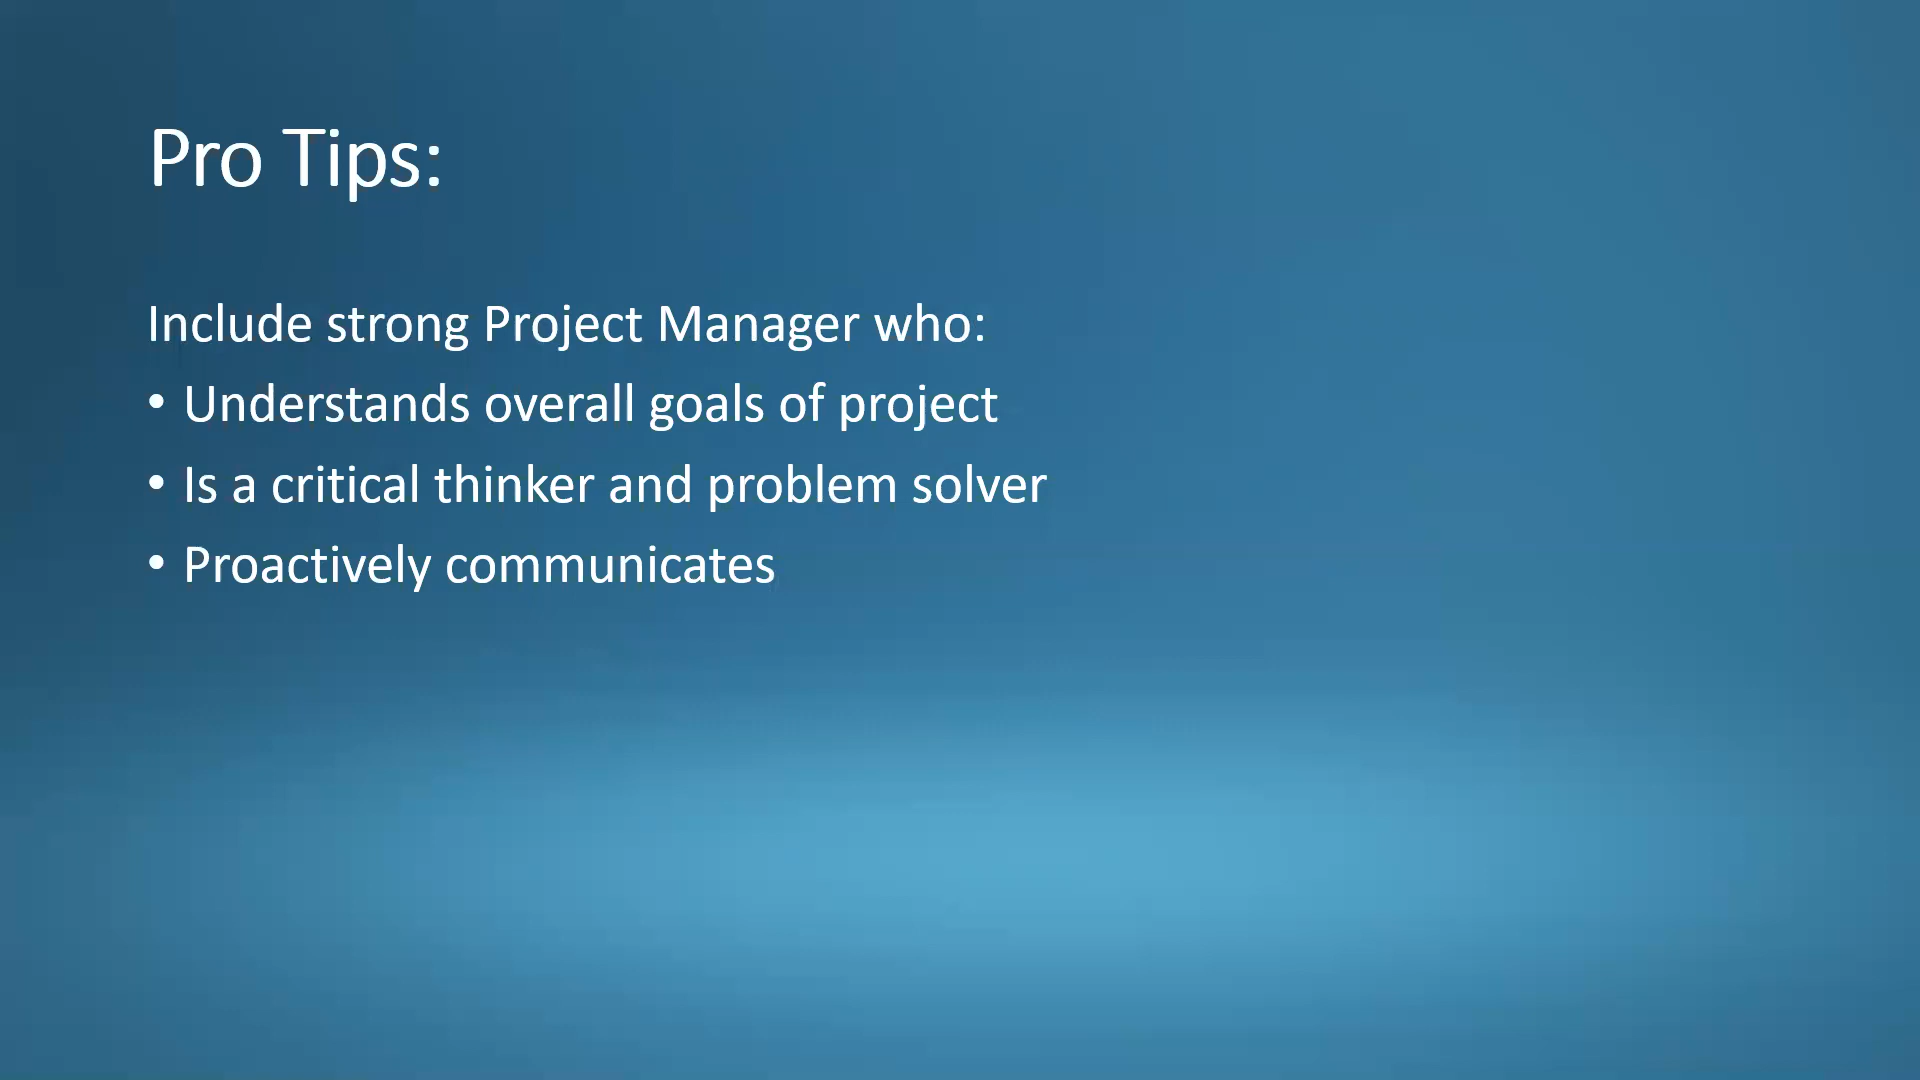 Pro Tips:
Include strong Project Manager who:
• Understands overall goals of project
• Is a critical thinker and problem solver
• Proactively communicates